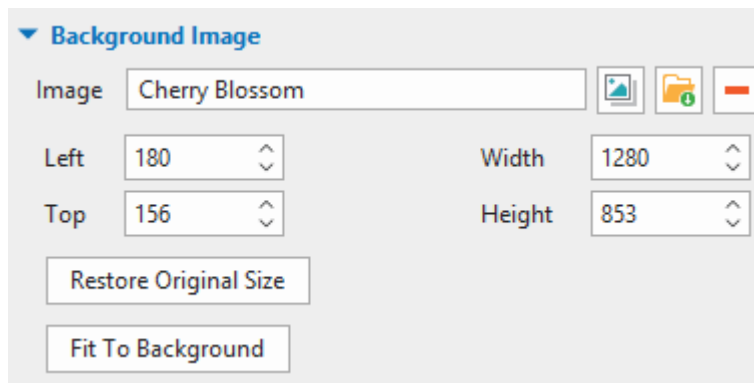 Background Image
Image Cherry Blossom
Left 180 Width 1280
Top 156 Height 853
Restore Original Size
Fit To Background